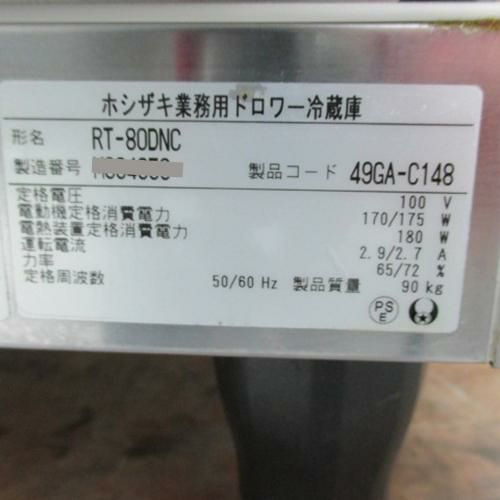 ホシザキ業務用ドロワー冷蔵庫
形名 RT-80DNC
製造番号 製品コード 49GA-C148
定格電圧 100 V
電動機定格消費電力 170/175 W
電熱装置定格消費電力 180 W
運転電流 2.9/2.7 A
力率 65/72 %
定格周波数 50/60 Hz 製品質量 90 kg
PS
E